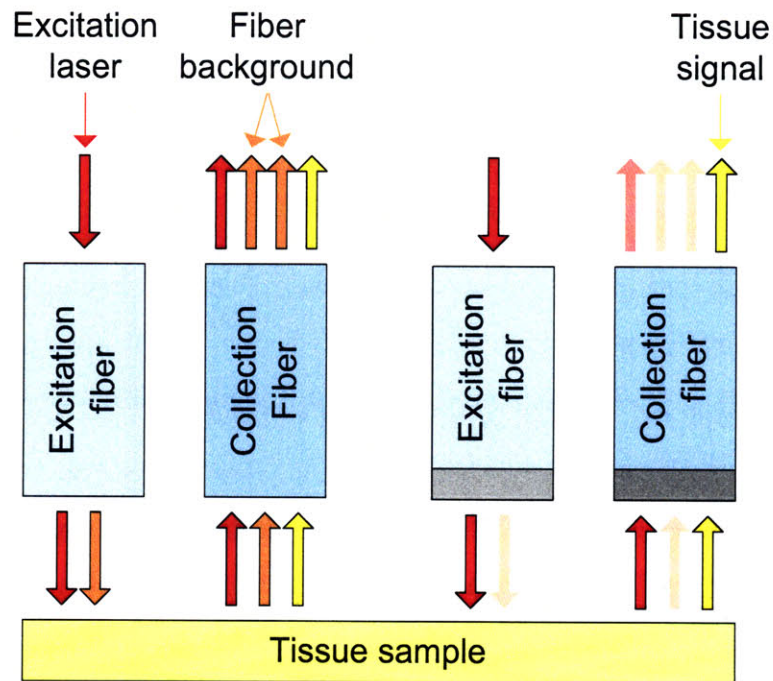 Excitation
laser
Fiber
background
Tissue
signal
Excitation
fiber
Collection
Fiber
Excitation
fiber
Collection
fiber
Tissue sample